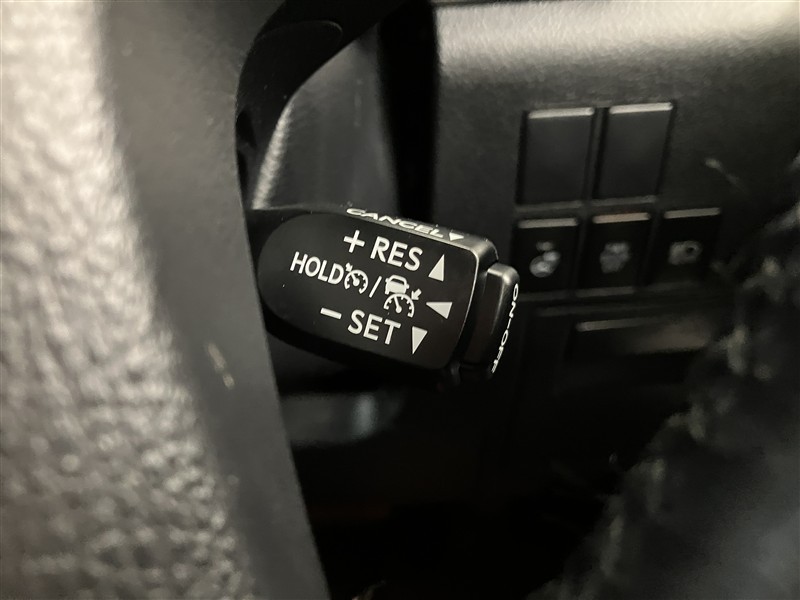 CANCEL
+ RES
HOLD /
– SET
ON-OFF